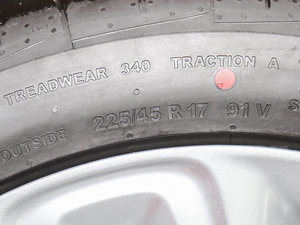 TREADWEAR 340 TRACTION A
OUTSIDE 225/45 R 17 91 V S